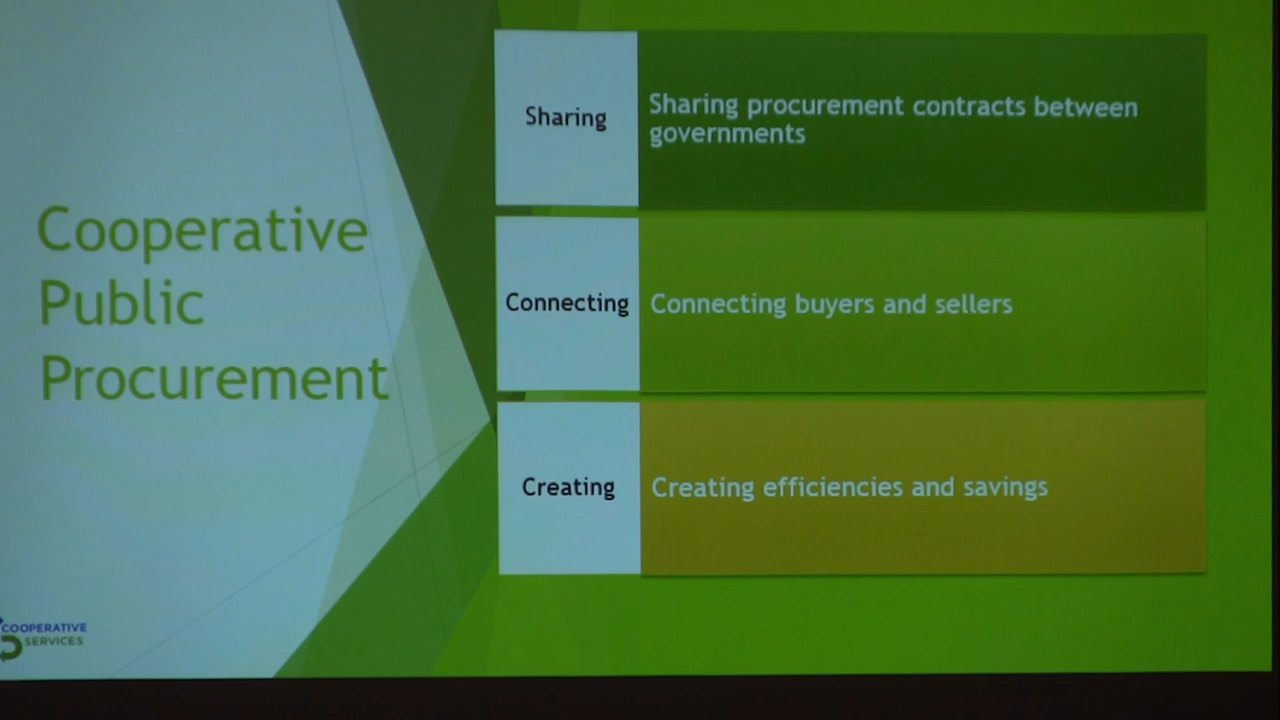 Cooperative
Public
Procurement
Sharing
Sharing procurement contracts between
governments
Connecting
Connecting buyers and sellers
Creating
Creating efficiencies and savings
COOPERATIVE
SERVICES